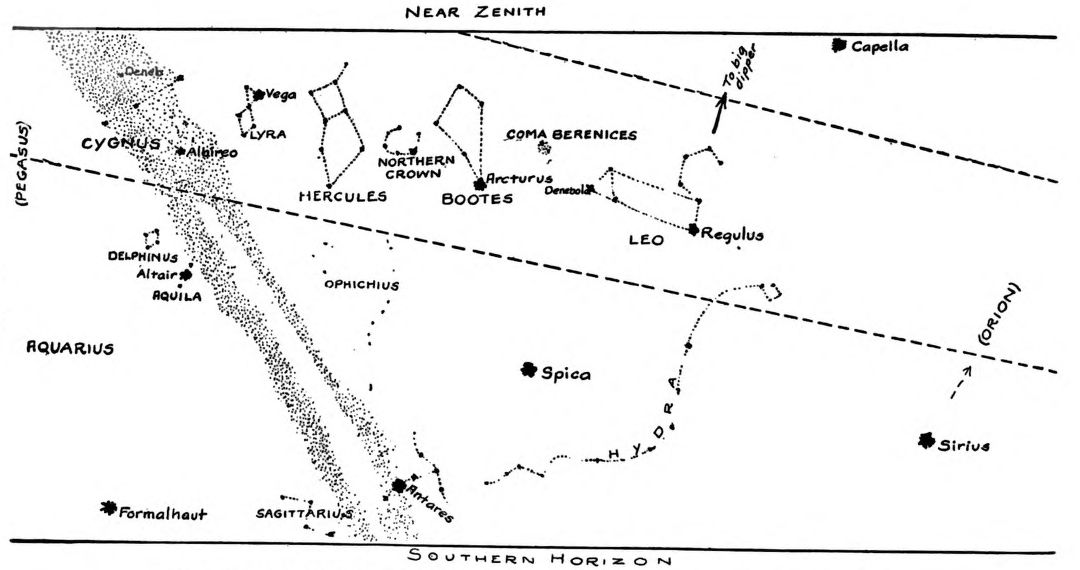 NEAR ZENITH
Capella
To big
dipper
Deneb
Vega
LYRA
CYGNUS
Albireo
(PEGASUS)
HERCULES
NORTHERN
CROWN
Arcturus
BOOTES
COMA BERENICES
Denebola
LEO
Regulus
DELPHINUS
Altair
AQUILA
OPHICHIUS
(ORION)
AQUARIUS
Spica
HYDRA
Sirius
Formalhaut
SAGITTARIUS
Antares
SOUTHERN HORIZON